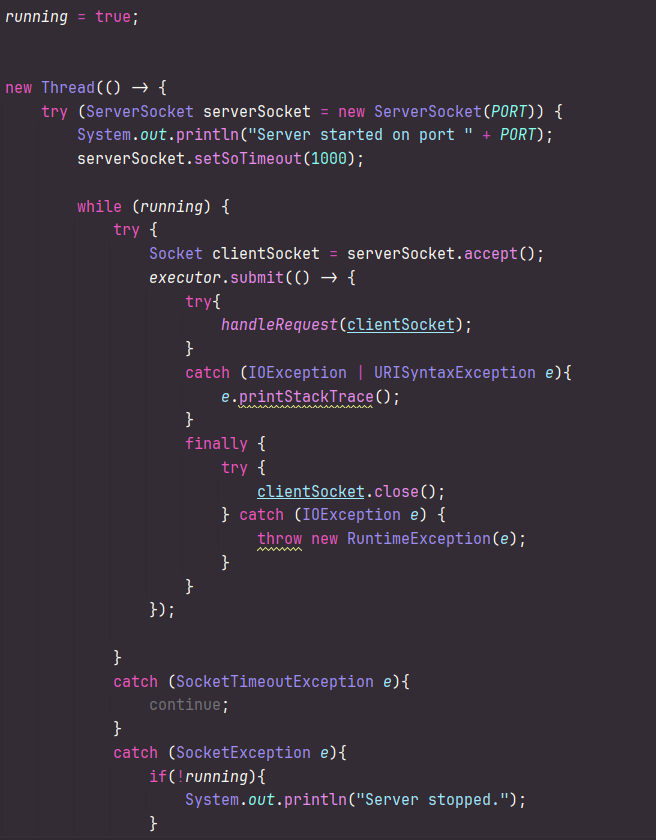 running = true;
new Thread(() -> {
try (ServerSocket serverSocket = new ServerSocket(PORT)) {
System.out.println("Server started on port " + PORT);
serverSocket.setSoTimeout(1000);
while (running) {
try {
Socket clientSocket = serverSocket.accept();
executor.submit(() -> {
try{
handleRequest(clientSocket);
}
catch (IOException | URISyntaxException e){
e.printStackTrace();
}
finally {
try {
clientSocket.close();
} catch (IOException e) {
throw new RuntimeException(e);
}
}
});
}
catch (SocketTimeoutException e){
continue;
}
catch (SocketException e){
if(!running){
System.out.println("Server stopped.");
}